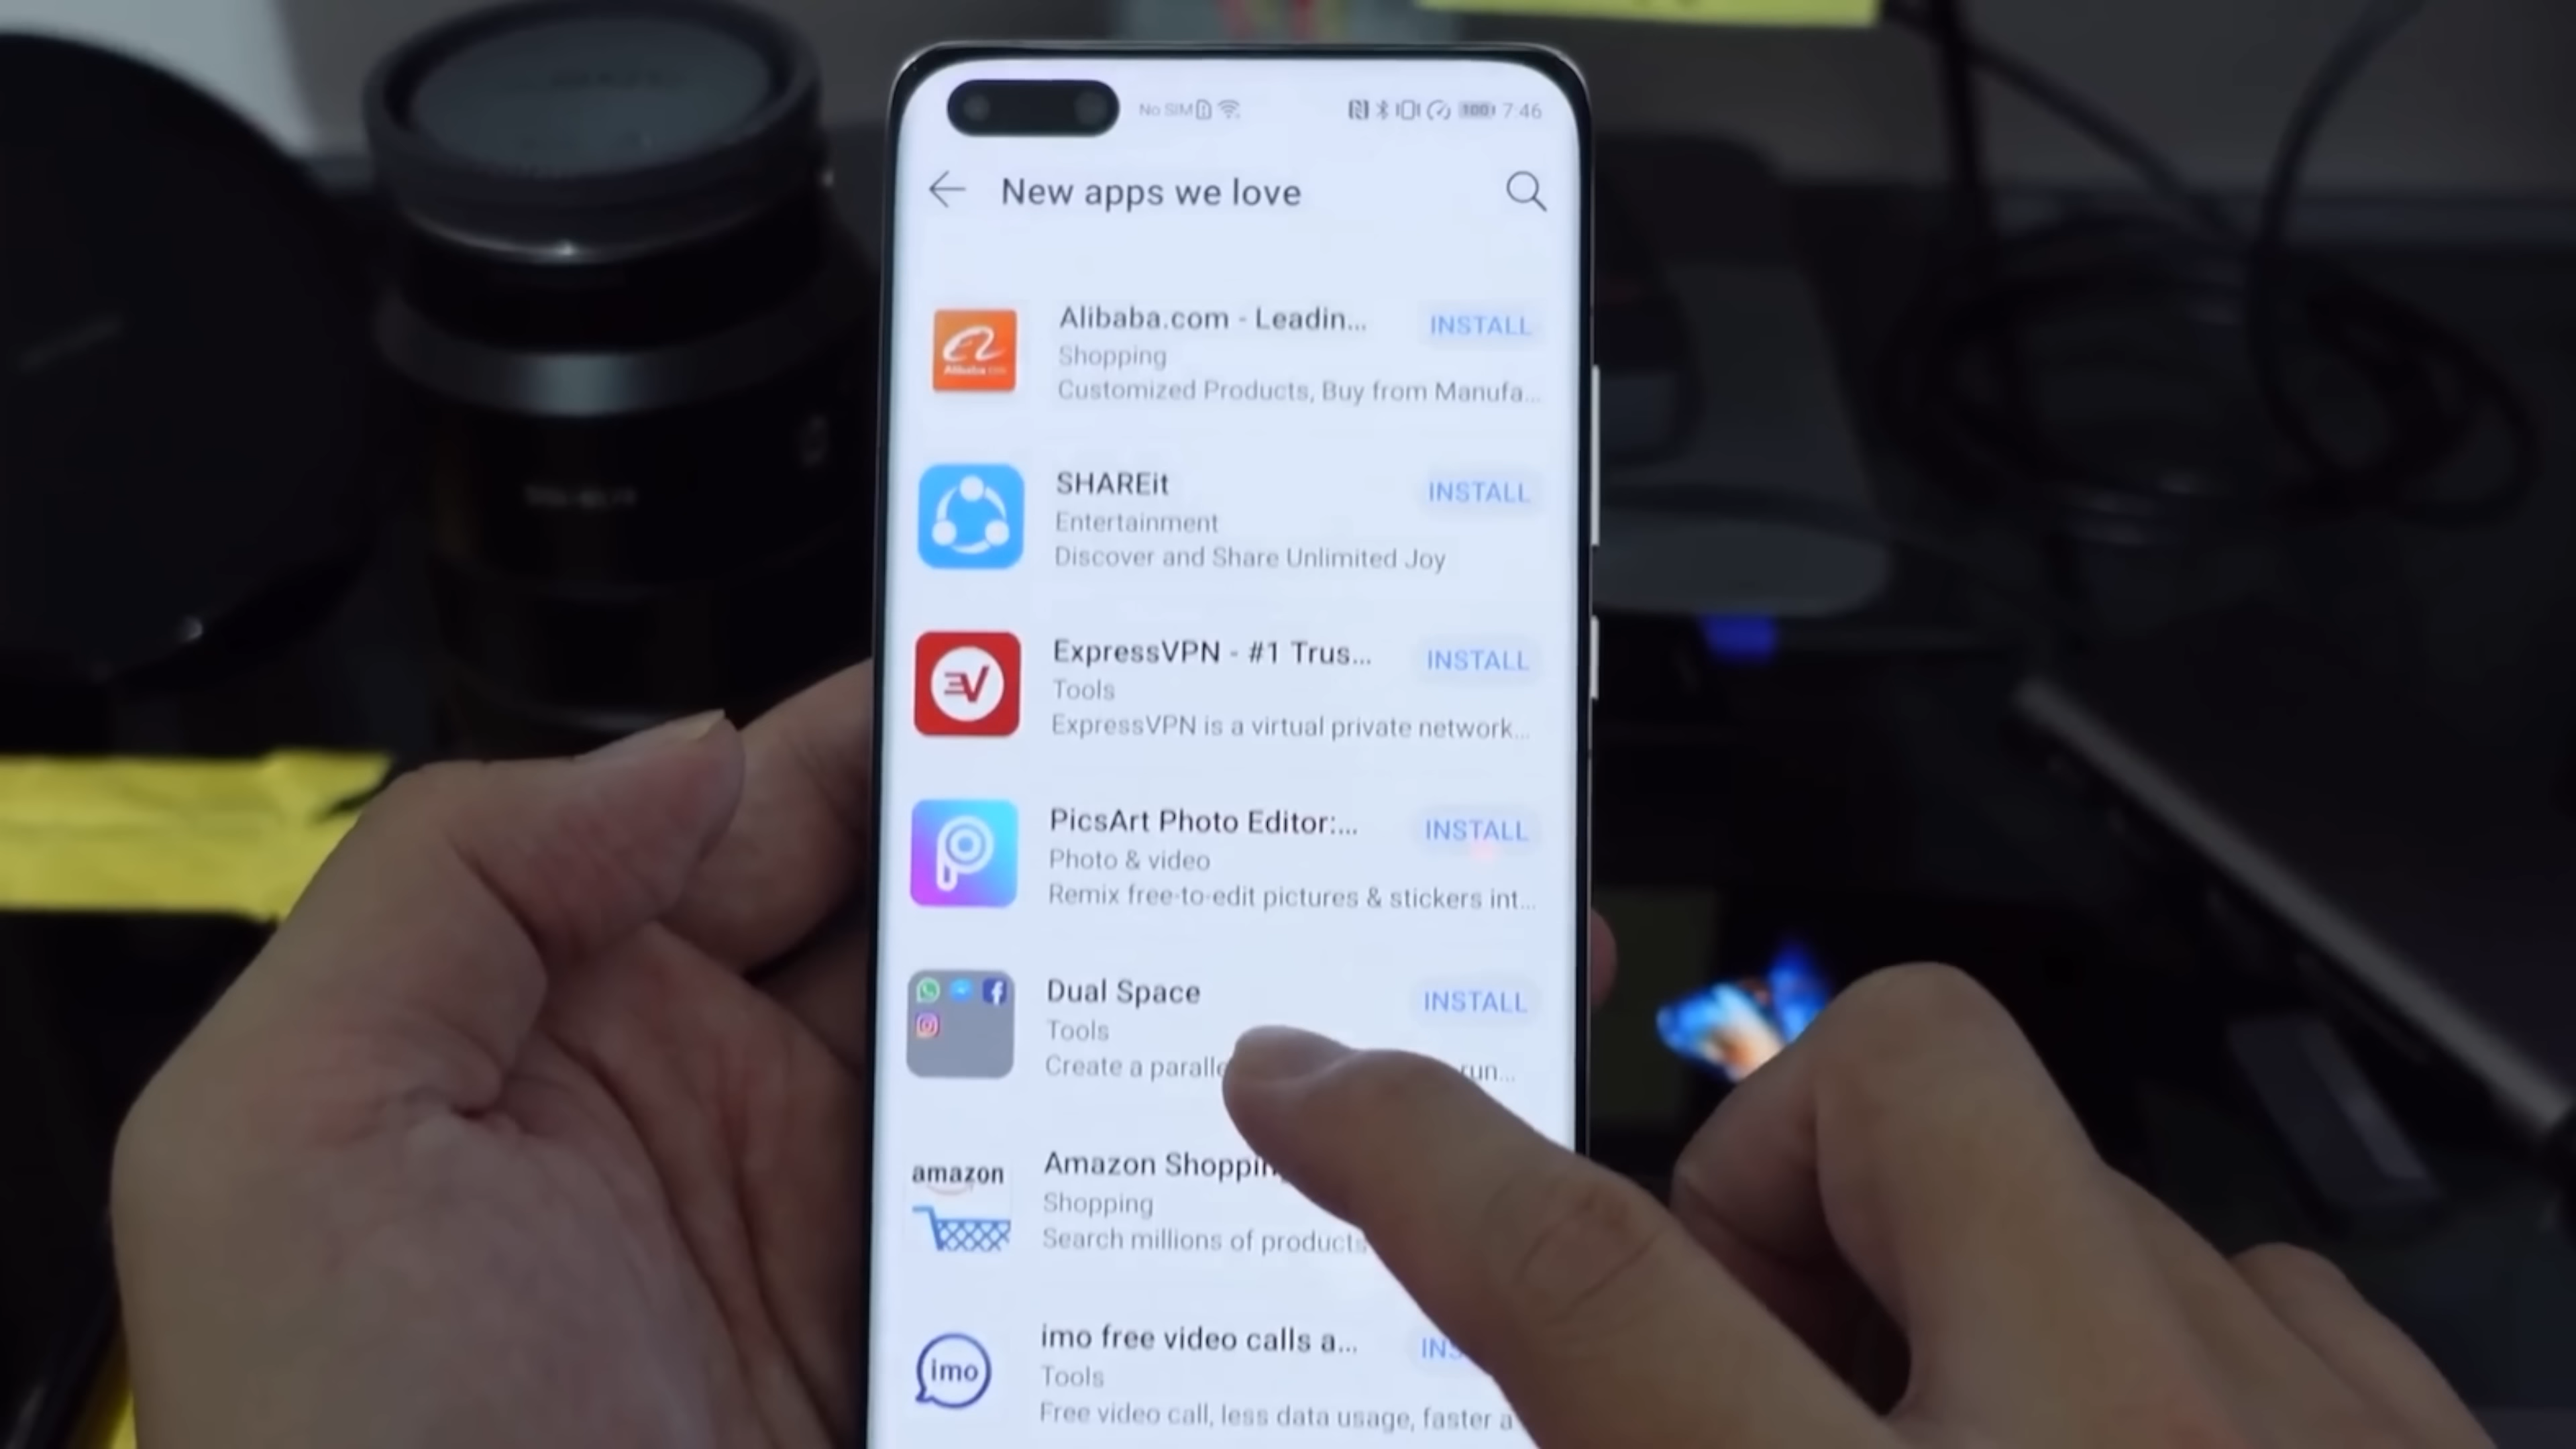 No SIM 100 7:46
New apps we love
Alibaba.com - Leadin... INSTALL
Shopping
Customized Products, Buy from Manufa...
SHAREit INSTALL
Entertainment
Discover and Share Unlimited Joy
ExpressVPN - #1 Trus... INSTALL
Tools
ExpressVPN is a virtual private network...
PicsArt Photo Editor:... INSTALL
Photo & video
Remix free-to-edit pictures & stickers int...
Dual Space INSTALL
Tools
Create a paralle run...
amazon
Amazon Shoppin
Shopping
Search millions of products
imo
imo free video calls a... INS
Tools
Free video call, less data usage, faster a